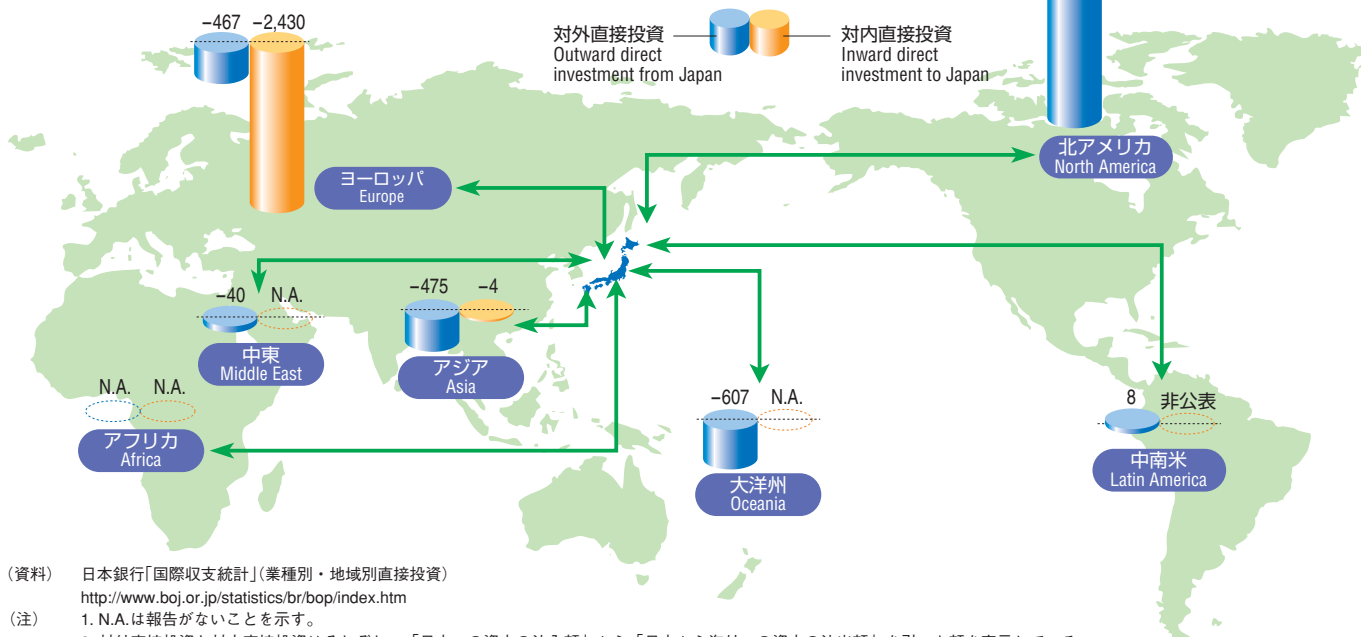 −467 −2,430
対外直接投資
Outward direct
investment from Japan
対内直接投資
Inward direct
investment to Japan
北アメリカ
North America
ヨーロッパ
Europe
−40 N.A.
中東
Middle East
−475 −4
アジア
Asia
N.A. N.A.
アフリカ
Africa
−607 N.A.
大洋州
Oceania
8 非公表
中南米
Latin America
(資料) 日本銀行「国際収支統計」(業種別・地域別直接投資)
http://www.boj.or.jp/statistics/br/bop/index.htm
(注) 1. N.A.は報告がないことを示す。